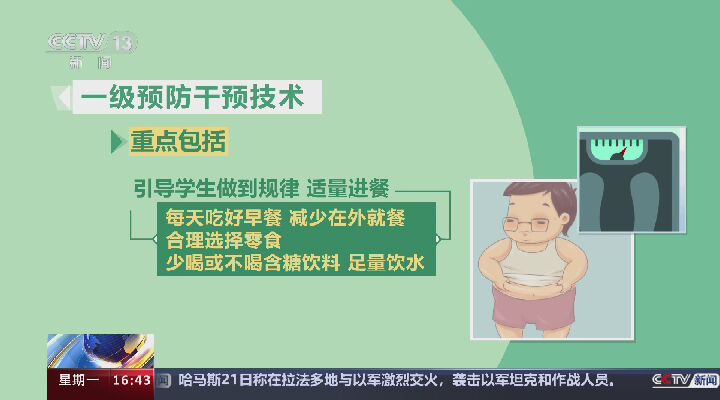 CCTV 13
新闻
一级预防干预技术
重点包括
引导学生做到规律 适量进餐
每天吃好早餐 减少在外就餐
合理选择零食
少喝或不喝含糖饮料 足量饮水
星期一 16:43 闻 哈马斯21日称在拉法多地与以军激烈交火，袭击以军坦克和作战人员。 CCTV 新闻